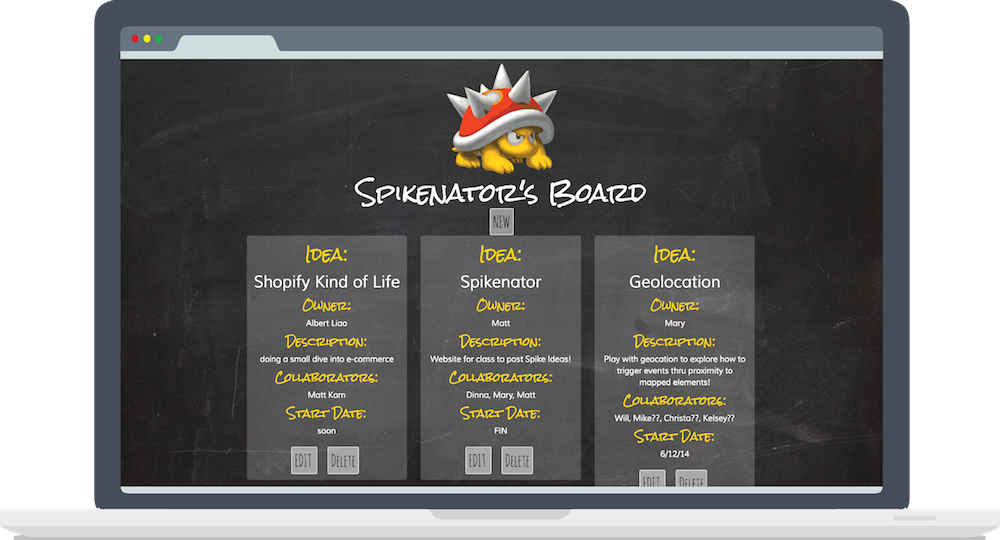 Spikenator's Board
NEW
Idea:
Shopify Kind of Life
Owner:
Albert Liao
Description:
doing a small dive into e-commerce
Collaborators:
Matt Kam
Start Date:
soon
EDIT Delete
Idea:
Spikenator
Owner:
Matt
Description:
Website for class to post Spike Ideas!
Collaborators:
Dinna, Mary, Matt
Start Date:
FIN
EDIT Delete
Idea:
Geolocation
Owner:
Mary
Description:
Play with geocation to explore how to
trigger events thru proximity to
mapped elements!
Collaborators:
Will, Mike??, Christa??, Kelsey??
Start Date:
6/12/14
EDIT Delete